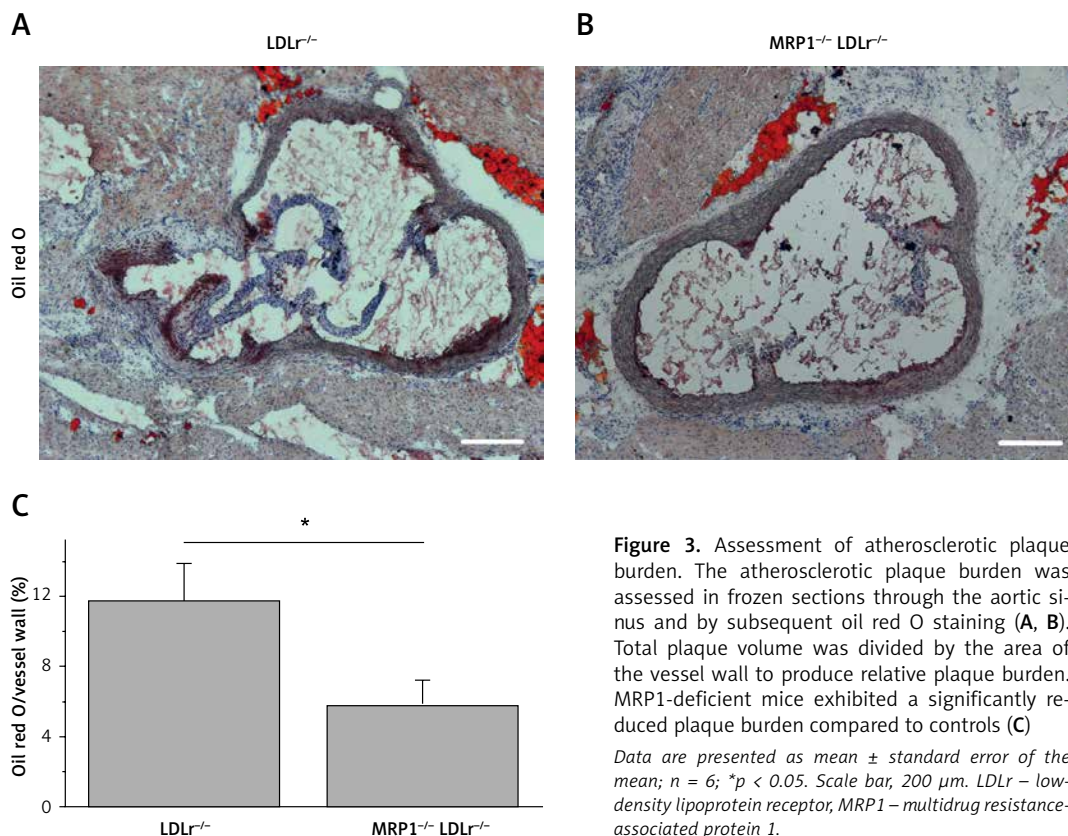 A
B
LDLr–/–
MRP1–/– LDLr–/–
Oil red O
C
*
Oil red O/vessel wall (%)
12
8
4
0
LDLr–/–
MRP1–/– LDLr–/–
Figure 3. Assessment of atherosclerotic plaque
burden. The atherosclerotic plaque burden was
assessed in frozen sections through the aortic si-
nus and by subsequent oil red O staining (A, B).
Total plaque volume was divided by the area of
the vessel wall to produce relative plaque burden.
MRP1-deficient mice exhibited a significantly re-
duced plaque burden compared to controls (C)
Data are presented as mean ± standard error of the
mean; n = 6; *p < 0.05. Scale bar, 200 µm. LDLr – low-
density lipoprotein receptor, MRP1 – multidrug resistance-
associated protein 1.